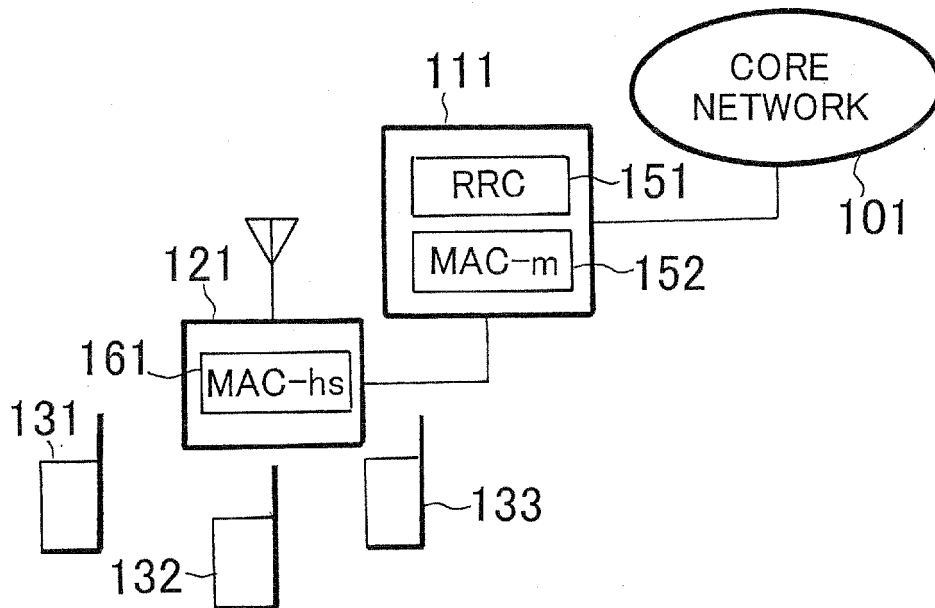 CORE
NETWORK
111
RRC
151
101
MAC-m
152
121
161
MAC-hs
131
133
132